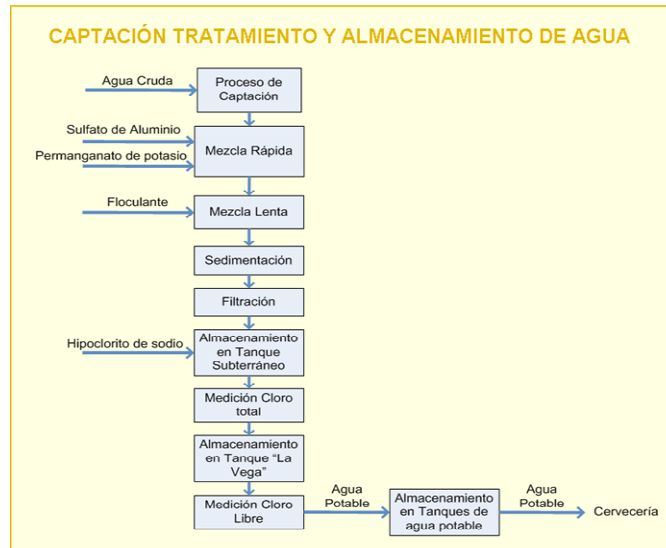 CAPTACIÓN TRATAMIENTO Y ALMACENAMIENTO DE AGUA
Agua Cruda
Proceso de
Captación
Sulfato de Aluminio
Permanganato de potasio
Mezcla Rápida
Floculante
Mezcla Lenta
Sedimentación
Filtración
Hipoclorito de sodio
Almacenamiento
en Tanque
Subterráneo
Medición Cloro
total
Almacenamiento
en Tanque “La
Vega”
Medición Cloro
Libre
Agua
Potable
Almacenamiento
en Tanques de
agua potable
Agua
Potable
Cervecería